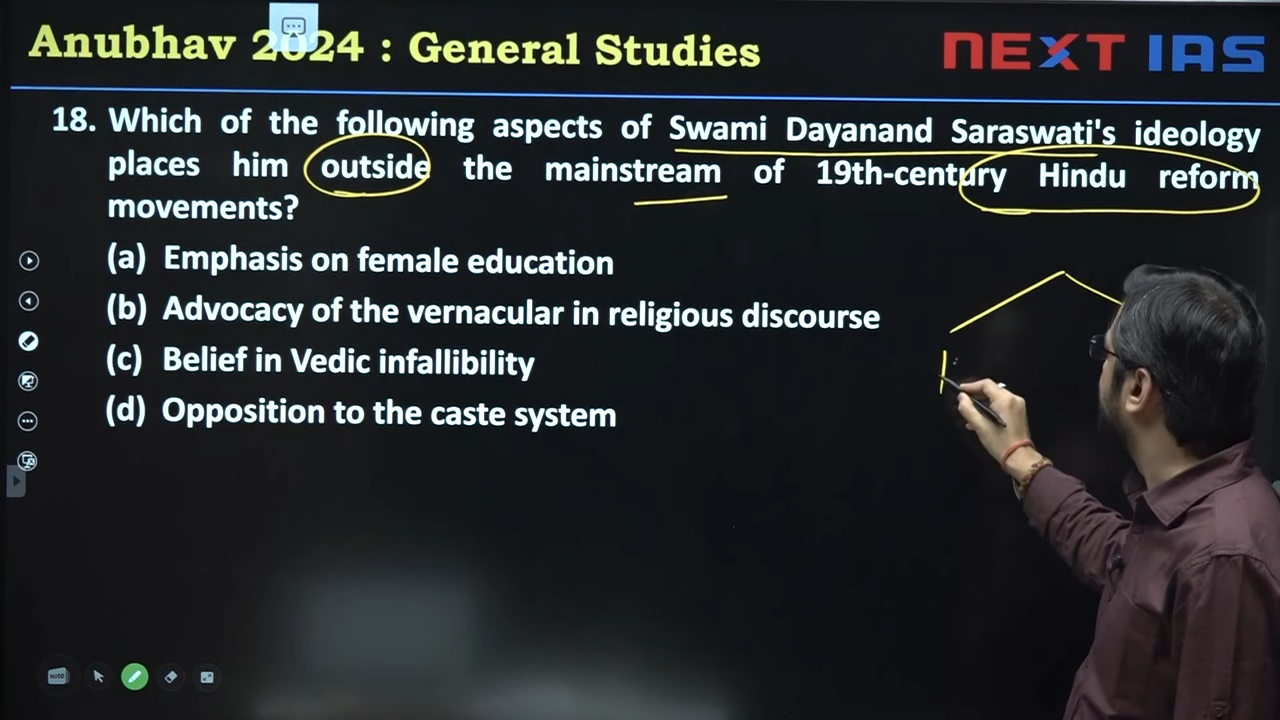 Anubhav 2024 : General Studies
NEXT IAS
18. Which of the following aspects of Swami Dayanand Saraswati's ideology
places him outside the mainstream of 19th-century Hindu reform
movements?
(a) Emphasis on female education
(b) Advocacy of the vernacular in religious discourse
(c) Belief in Vedic infallibility
(d) Opposition to the caste system